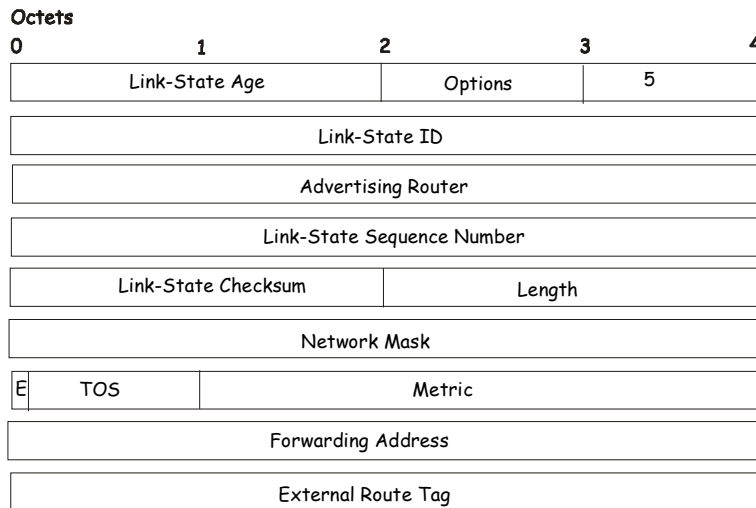 Octets
0 1 2 3 4
Link-State Age Options 5
Link-State ID
Advertising Router
Link-State Sequence Number
Link-State Checksum Length
Network Mask
E TOS Metric
Forwarding Address
External Route Tag